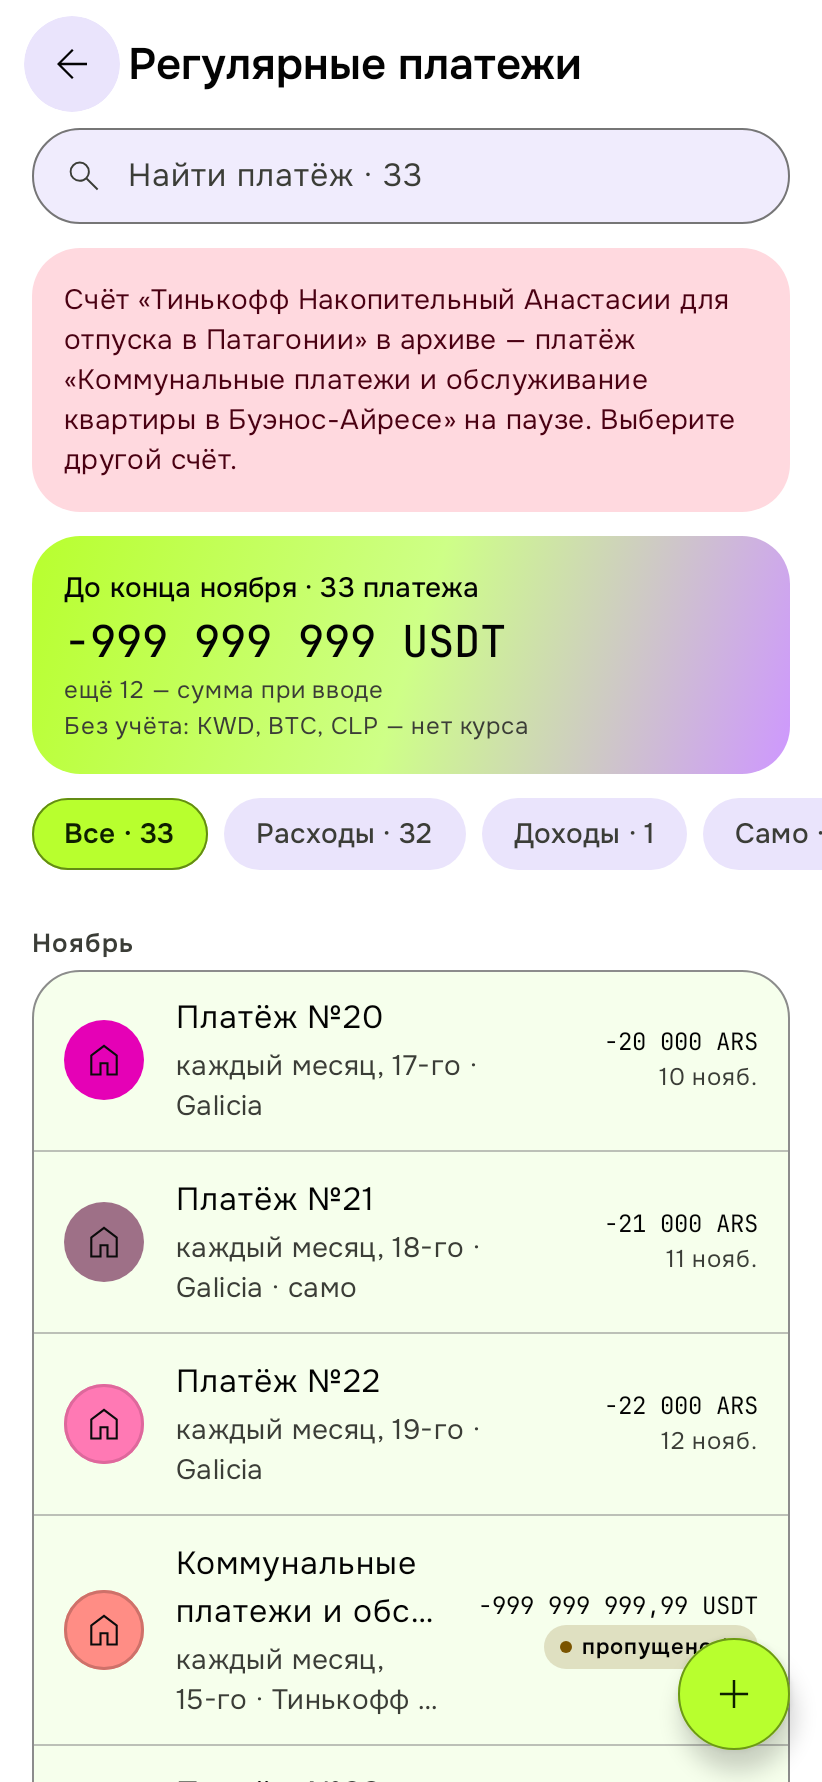 Регулярные платежи
Найти платёж · 33
Счёт «Тинькофф Накопительный Анастасии для
отпуска в Патагонии» в архиве — платёж
«Коммунальные платежи и обслуживание
квартиры в Буэнос-Айресе» на паузе. Выберите
другой счёт.
До конца ноября · 33 платежа
-999 999 999 USDT
ещё 12 — сумма при вводе
Без учёта: KWD, BTC, CLP — нет курса
Все · 33
Расходы · 32
Доходы · 1
Само ·
Ноябрь
Платёж №20
каждый месяц, 17-го ·
Galicia
-20 000 ARS
10 нояб.
Платёж №21
каждый месяц, 18-го ·
Galicia · само
-21 000 ARS
11 нояб.
Платёж №22
каждый месяц, 19-го ·
Galicia
-22 000 ARS
12 нояб.
Коммунальные
платежи и обс...
каждый месяц,
15-го · Тинькофф ...
-999 999 999,99 USDT